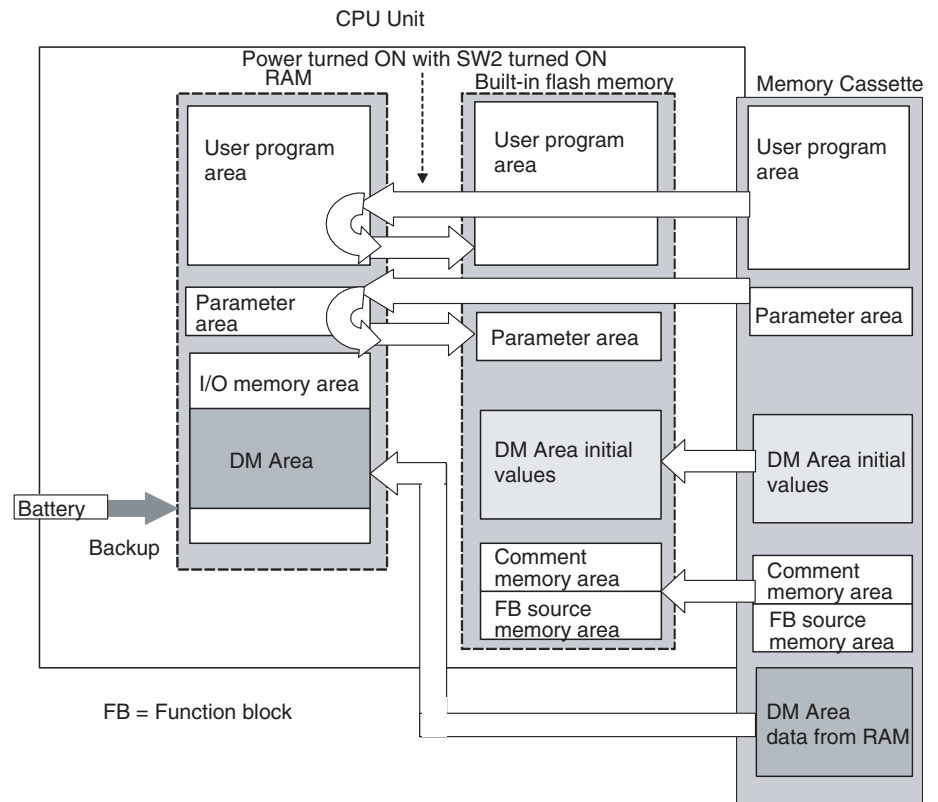 CPU Unit
Power turned ON with SW2 turned ON
RAM
Built-in flash memory
Memory Cassette
User program
area
User program
area
User program
area
Parameter
area
Parameter area
Parameter area
I/O memory area
DM Area
DM Area initial
values
DM Area initial
values
Battery
Backup
Comment
memory area
FB source
memory area
Comment
memory area
FB source
memory area
FB = Function block
DM Area
data from RAM